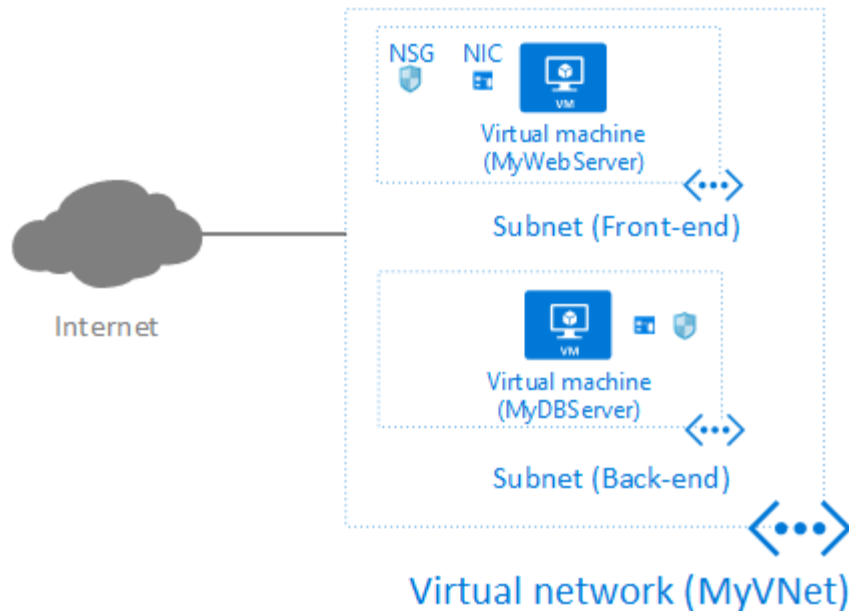 NSG NIC
VM
Virtual machine
(MyWebServer)
Subnet (Front-end)
Internet
VM
Virtual machine
(MyDBServer)
Subnet (Back-end)
Virtual network (MyVNet)